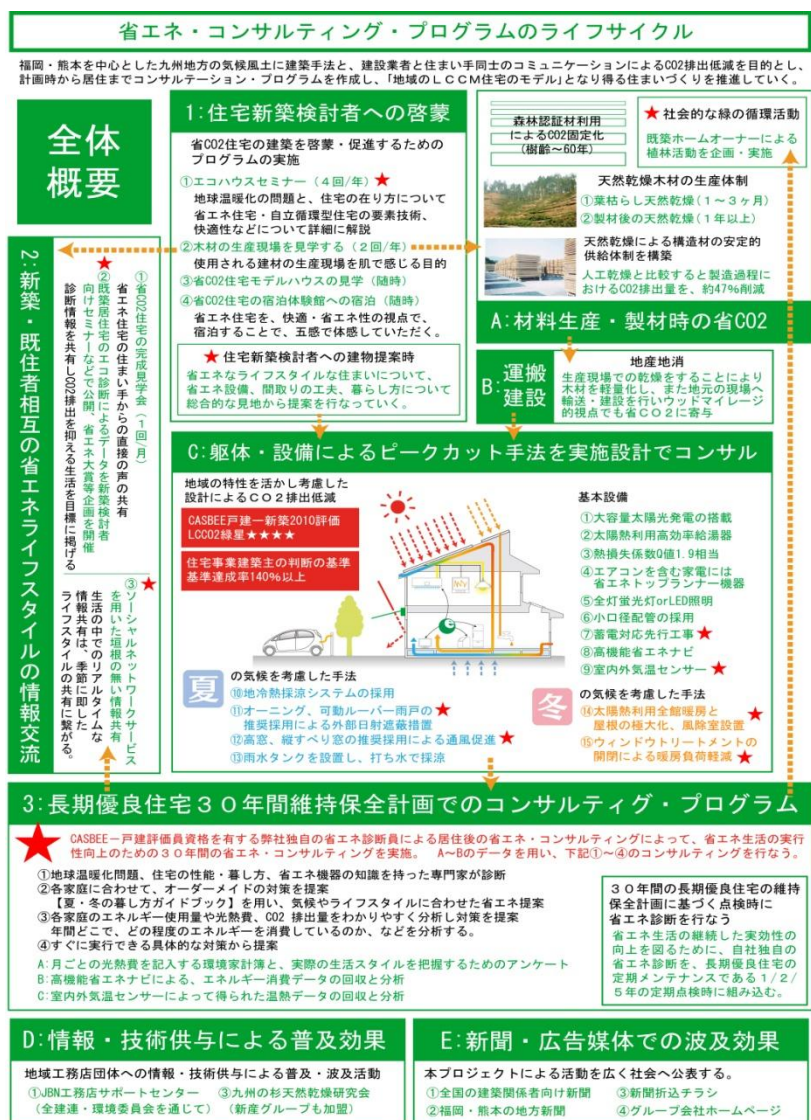 省エネ・コンサルティング・プログラムのライフサイクル
福岡・熊本を中心とした九州地方の気候風土に建築手法と、建設業者と住まい手同士のコミュニケーションによるCO2排出低減を目的とし、
計画時から居住までコンサルテーション・プログラムを作成し、「地域のLCCM住宅のモデル」となり得る住まいづくりを推進していく。
全体
概要
1:住宅新築検討者への啓蒙
省CO2住宅の建築を啓蒙・促進するための
プログラムの実施
①エコハウスセミナー(4回/年)★
地球温暖化の問題と、住宅の在り方について
省エネ住宅・自立循環型住宅の要素技術、
快適性などについて詳細に解説
②木材の生産現場を見学する(2回/年)
使用される建材の生産現場を肌で感じる目的
③省CO2住宅モデルハウスの見学(随時)
④省CO2住宅の宿泊体験館への宿泊(随時)
省エネ住宅を、快適・省エネ性の視点で、
宿泊することで、五感で体感していただく。
★住宅新築検討者への建物提案時
省エネなライフスタイルな住まいについて、
省エネ設備、間取りの工夫、暮らし方について
総合的な見地から提案を行なっていく。
森林認証材利用
によるCO2固定化
(樹齢~60年)
★社会的な緑の循環活動
既築ホームオーナーによる
植林活動を企画・実施
天然乾燥木材の生産体制
①葉枯らし天然乾燥(1~3ヶ月)
②製材後の天然乾燥(1年以上)
天然乾燥による構造材の安定的
供給体制を構築
人工乾燥と比較すると製造過程に
おけるCO2排出量を、約47%削減
A:材料生産・製材時の省CO2
B:運搬
建設
地産地消
生産現場での乾燥をすることにより
木材を軽量化し、また地元の現場へ
輸送・建設を行いウッドマイレージ
的視点でも省CO2に寄与
2:新築・既住者相互の省エネライフスタイルの情報交流
①省CO2住宅の完成見学会(1回/月)
省エネ住宅の住まい手からの直接の声の共有
★②既築居住宅のエコ診断によるデータを新築検討者
向けセミナーなどで公開、省エネ大賞等企画を開催
診断情報を共有しCO2排出を抑える生活を目標に掲げる
③ソーシャルネットワークサービス★
を用いた垣根の無い情報共有
生活の中でのリアルタイムな
情報共有は、季節に即した
ライフスタイルの共有に繋がる。
C:躯体・設備によるピークカット手法を実施設計でコンサル
地域の特性を活かし考慮した
設計によるCO2排出低減
CASBEE戸建-新築2010評価
LCCO2緑星★★★★
住宅事業建築主の判断の基準
基準達成率140%以上
基本設備
①大容量太陽光発電の搭載
②太陽熱利用高効率給湯器
③熱損失係数Q値1.9相当
④エアコンを含む家電には
省エネトップランナー機器
⑤全灯蛍光灯orLED照明
⑥小口径配管の採用
⑦蓄電対応先行工事★
⑧高機能省エネナビ
⑨室内外気温センサー★
夏の気候を考慮した手法
⑩地冷熱採涼システムの採用
⑪オーニング、可動ルーバー雨戸の
推奨採用による外部日射遮蔽措置★
⑫高窓、縦すべり窓の推奨採用による通風促進★
⑬雨水タンクを設置し、打ち水で採涼
冬の気候を考慮した手法
⑭太陽熱利用全館暖房と
屋根の極大化、風除室設置★
⑮ウィンドウトリートメントの
開閉による暖房負荷軽減★
3:長期優良住宅30年間維持保全計画でのコンサルティグ・プログラム
★CASBEE-戸建評価員資格を有する弊社独自の省エネ診断員による居住後の省エネ・コンサルティングによって、省エネ生活の実行
性向上のための30年間の省エネ・コンサルティングを実施。 A~Bのデータを用い、下記①~④のコンサルティングを行なう。
①地球温暖化問題、住宅の性能・暮し方、省エネ機器の知識を持った専門家が診断
②各家庭に合わせて、オーダーメイドの対策を提案
【夏・冬の暮し方ガイドブック】を用い、気候やライフスタイルに合わせた省エネ提案
③各家庭のエネルギー使用量や光熱費、CO2 排出量をわかりやすく分析し対策を提案
年間どこで、どの程度のエネルギーを消費しているのか、などを分析する。
④すぐに実行できる具体的な対策から提案
A:月ごとの光熱費を記入する環境家計簿と、実際の生活スタイルを把握するためのアンケート
B:高機能省エネナビによる、エネルギー消費データの回収と分析
C:室内外気温センサーによって得られた温熱データの回収と分析
30年間の長期優良住宅の維持
保全計画に基づく点検時に
省エネ診断を行なう
省エネ生活の継続した実効性の
向上を図るために、自社独自の
省エネ診断を、長期優良住宅の
定期メンテナンスである1/2/
5年の定期点検時に組み込む。
D:情報・技術供与による普及効果
地域工務店団体への情報・技術供与による普及・波及活動
①JBN工務店サポートセンター
(全建連・環境委員会を通じて)
③九州の杉天然乾燥研究会
(新産グループも加盟)
E:新聞・広告媒体での波及効果
本プロジェクトによる活動を広く社会へ公表する。
①全国の建築関係者向け新聞
②福岡・熊本の地方新聞
③新聞折込チラシ
④グループ会社ホームページ